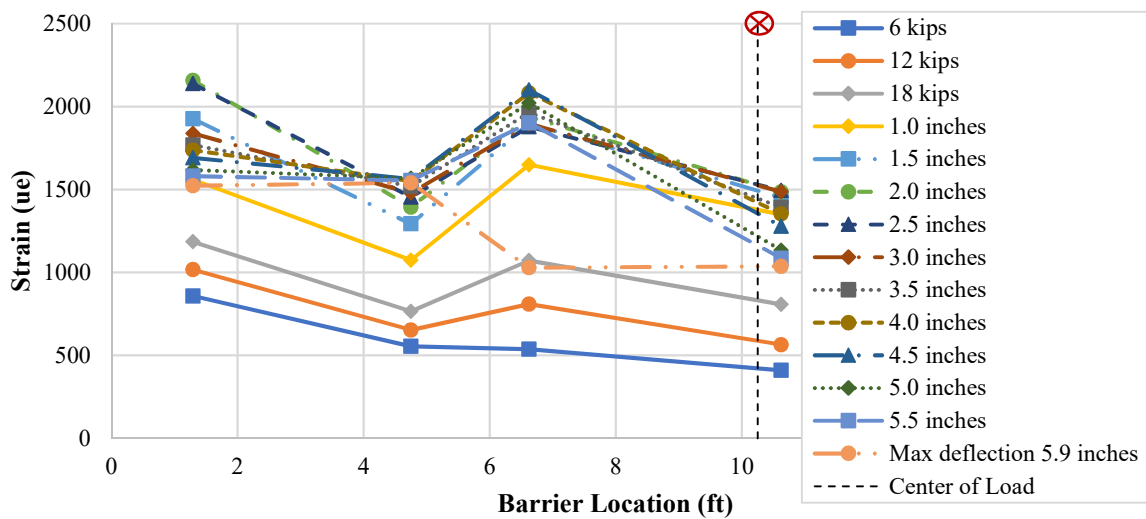 2500
2000
1500
1000
500
0
0 2 4 6 8 10
Strain (ue)
Barrier Location (ft)
6 kips
12 kips
18 kips
1.0 inches
1.5 inches
2.0 inches
2.5 inches
3.0 inches
3.5 inches
4.0 inches
4.5 inches
5.0 inches
5.5 inches
Max deflection 5.9 inches
Center of Load